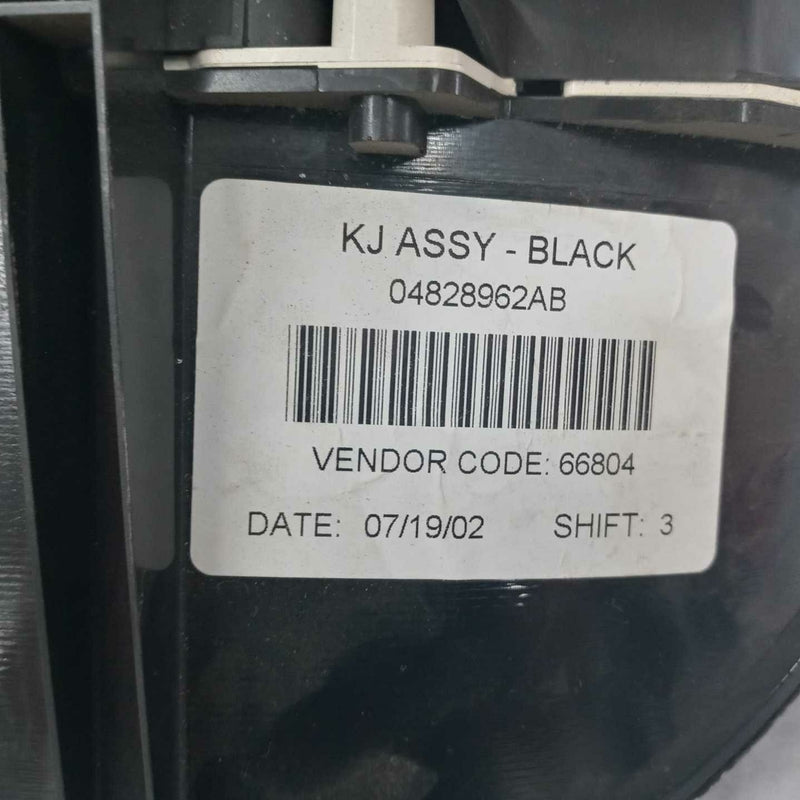 KJ ASSY - BLACK
04828962AB
VENDOR CODE: 66804
DATE: 07/19/02 SHIFT: 3